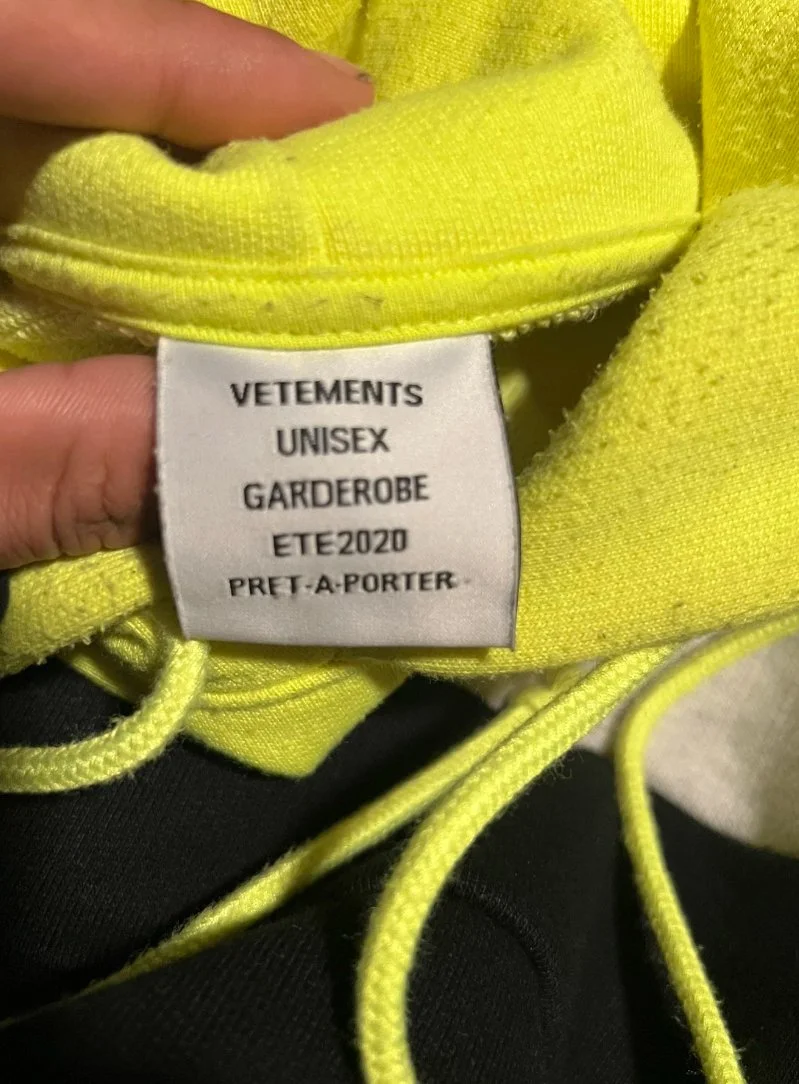 VETEMENTS
UNISEX
GARDEROBE
ETE2020
PRET-A-PORTER